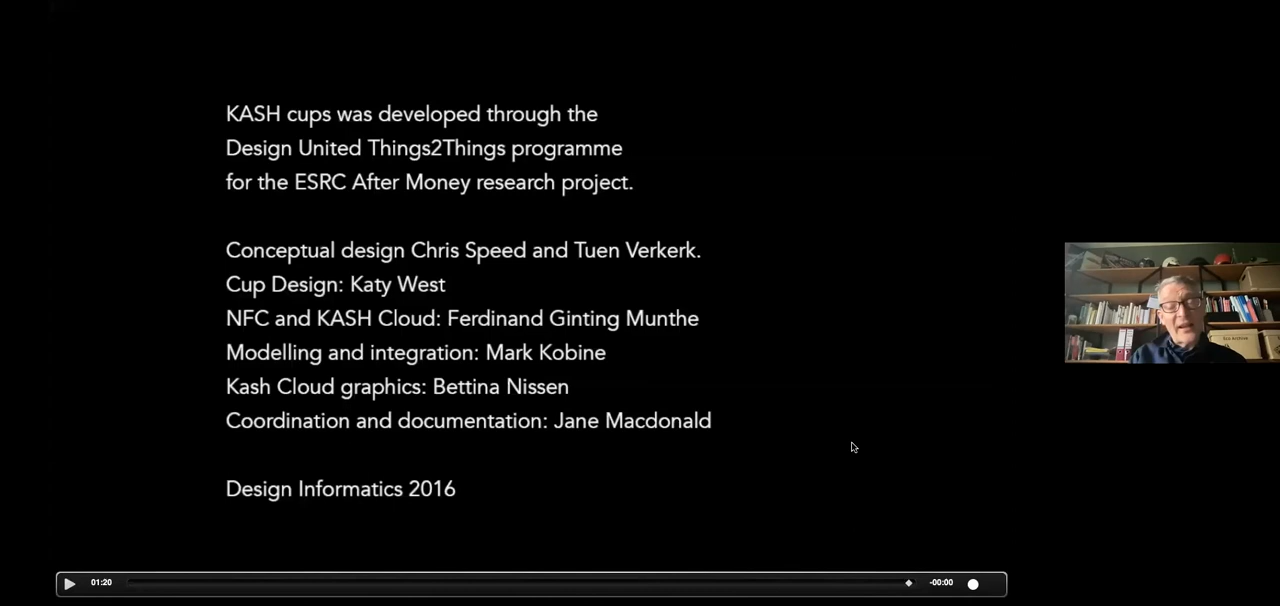 KASH cups was developed through the
Design United Things2Things programme
for the ESRC After Money research project.
Conceptual design Chris Speed and Tuen Verkerk.
Cup Design: Katy West
NFC and KASH Cloud: Ferdinand Ginting Munthe
Modelling and integration: Mark Kobine
Kash Cloud graphics: Bettina Nissen
Coordination and documentation: Jane Macdonald
Design Informatics 2016
01:20
-00:00